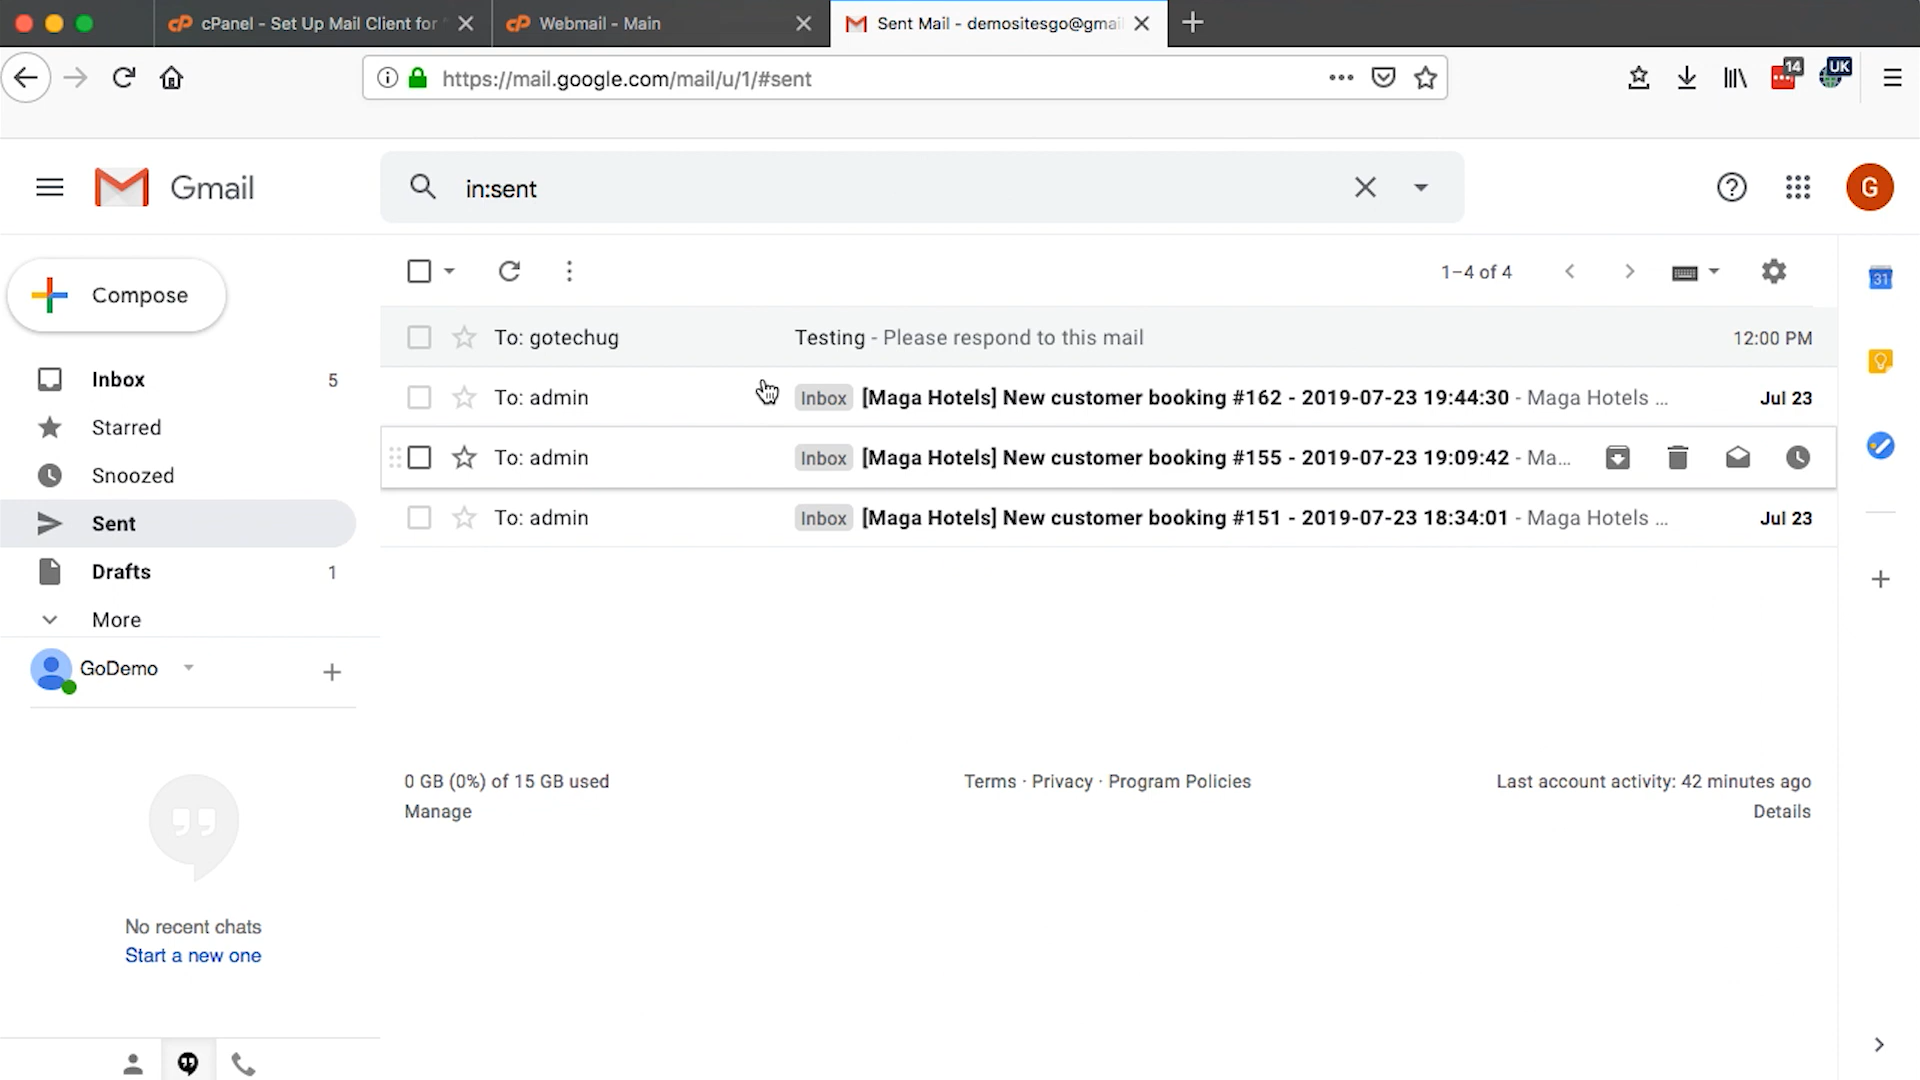 cPanel - Set Up Mail Client for
Webmail - Main
Sent Mail - demositesgo@gmai
https://mail.google.com/mail/u/1/#sent
14
UK
Gmail
in:sent
G
Compose
1–4 of 4
31
To: gotechug Testing - Please respond to this mail 12:00 PM
Inbox 5
To: admin Inbox [Maga Hotels] New customer booking #162 - 2019-07-23 19:44:30 - Maga Hotels ... Jul 23
Starred
To: admin Inbox [Maga Hotels] New customer booking #155 - 2019-07-23 19:09:42 - Ma...
Snoozed
To: admin Inbox [Maga Hotels] New customer booking #151 - 2019-07-23 18:34:01 - Maga Hotels ... Jul 23
Sent
Drafts 1
More
GoDemo
0 GB (0%) of 15 GB used
Manage
Terms · Privacy · Program Policies
Last account activity: 42 minutes ago
Details
No recent chats
Start a new one